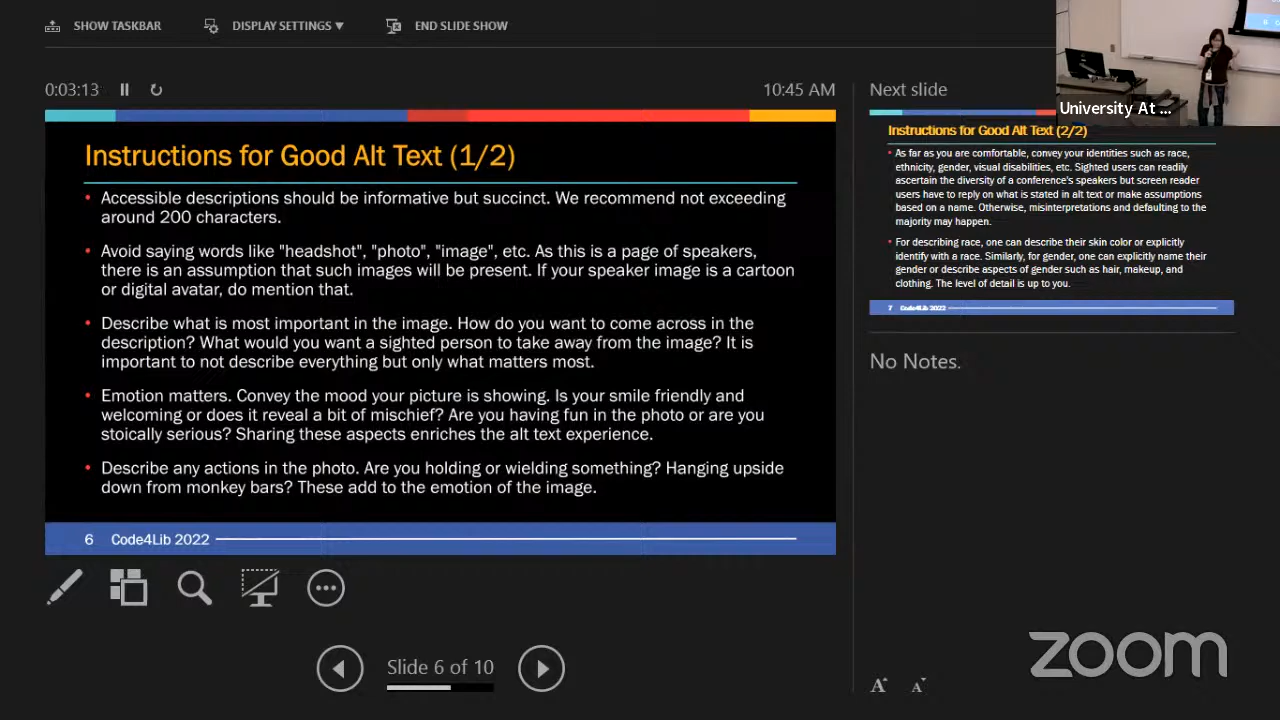 SHOW TASKBAR
DISPLAY SETTINGS ▼
END SLIDE SHOW
University At ...
0:03:13
10:45 AM
Instructions for Good Alt Text (1/2)
• Accessible descriptions should be informative but succinct. We recommend not exceeding
around 200 characters.
• Avoid saying words like "headshot", "photo", "image", etc. As this is a page of speakers,
there is an assumption that such images will be present. If your speaker image is a cartoon
or digital avatar, do mention that.
• Describe what is most important in the image. How do you want to come across in the
description? What would you want a sighted person to take away from the image? It is
important to not describe everything but only what matters most.
• Emotion matters. Convey the mood your picture is showing. Is your smile friendly and
welcoming or does it reveal a bit of mischief? Are you having fun in the photo or are you
stoically serious? Sharing these aspects enriches the alt text experience.
• Describe any actions in the photo. Are you holding or wielding something? Hanging upside
down from monkey bars? These add to the emotion of the image.
6 Code4Lib 2022
Slide 6 of 10
Next slide
Instructions for Good Alt Text (2/2)
• As far as you are comfortable, convey your identities such as race,
ethnicity, gender, visual disabilities, etc. Sighted users can readily
ascertain the diversity of a conference's speakers but screen reader
users have to reply on what is stated in alt text or make assumptions
based on a name. Otherwise, misinterpretations and defaulting to the
majority may happen.
• For describing race, one can describe their skin color or explicitly
identify with a race. Similarly, for gender, one can explicitly name their
gender or describe aspects of gender such as hair, makeup, and
clothing. The level of detail is up to you.
7 Code4Lib 2022
No Notes.
zoom
A A